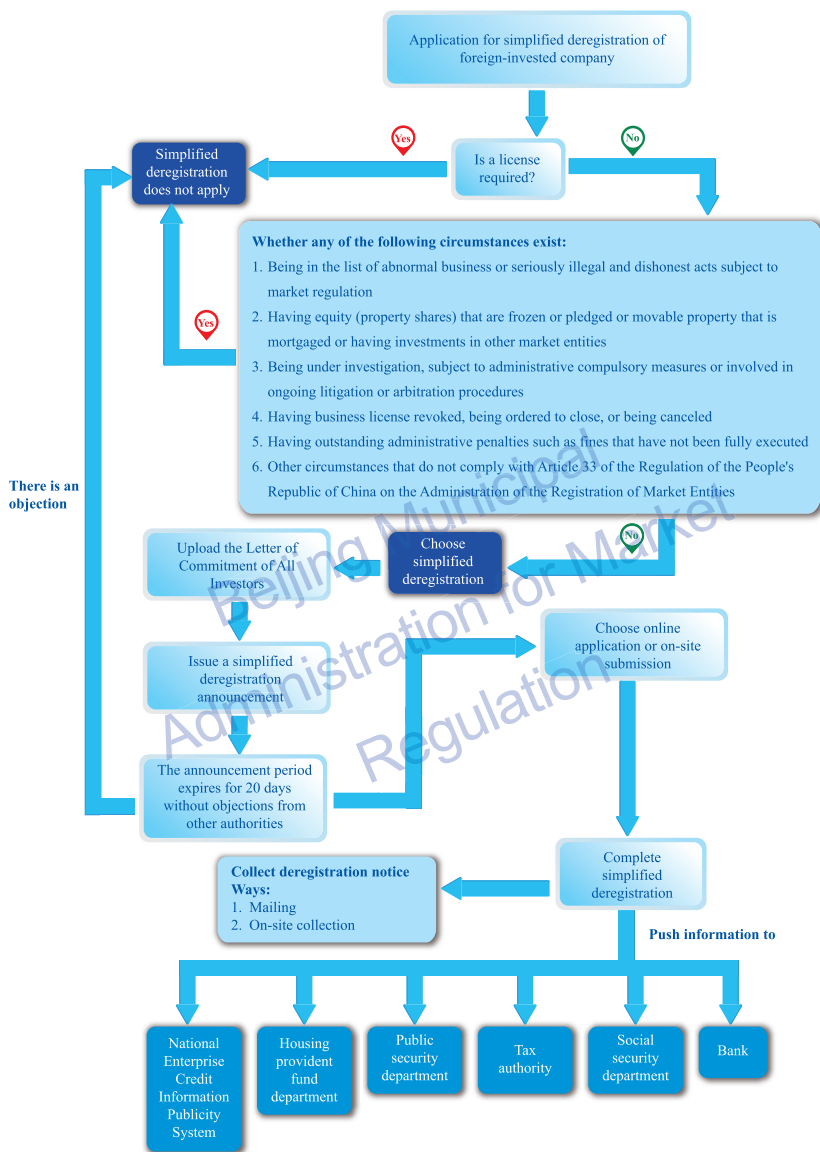 Application for simplified deregistration of
foreign-invested company
Yes
No
Simplified
deregistration
does not apply
Is a license
required?
Whether any of the following circumstances exist:
1. Being in the list of abnormal business or seriously illegal and dishonest acts subject to
market regulation
2. Having equity (property shares) that are frozen or pledged or movable property that is
mortgaged or having investments in other market entities
3. Being under investigation, subject to administrative compulsory measures or involved in
ongoing litigation or arbitration procedures
4. Having business license revoked, being ordered to close, or being canceled
5. Having outstanding administrative penalties such as fines that have not been fully executed
6. Other circumstances that do not comply with Article 33 of the Regulation of the People's
Republic of China on the Administration of the Registration of Market Entities
Yes
There is an
objection
No
Choose
simplified
deregistration
Upload the Letter of
Commitment of All
Investors
Issue a simplified
deregistration
announcement
The announcement period
expires for 20 days
without objections from
other authorities
Choose online
application or on-site
submission
Complete
simplified
deregistration
Collect deregistration notice
Ways:
1. Mailing
2. On-site collection
Push information to
National
Enterprise
Credit
Information
Publicity
System
Housing
provident
fund
department
Public
security
department
Tax
authority
Social
security
department
Bank
Beijing Municipal
Administration for Market
Regulation